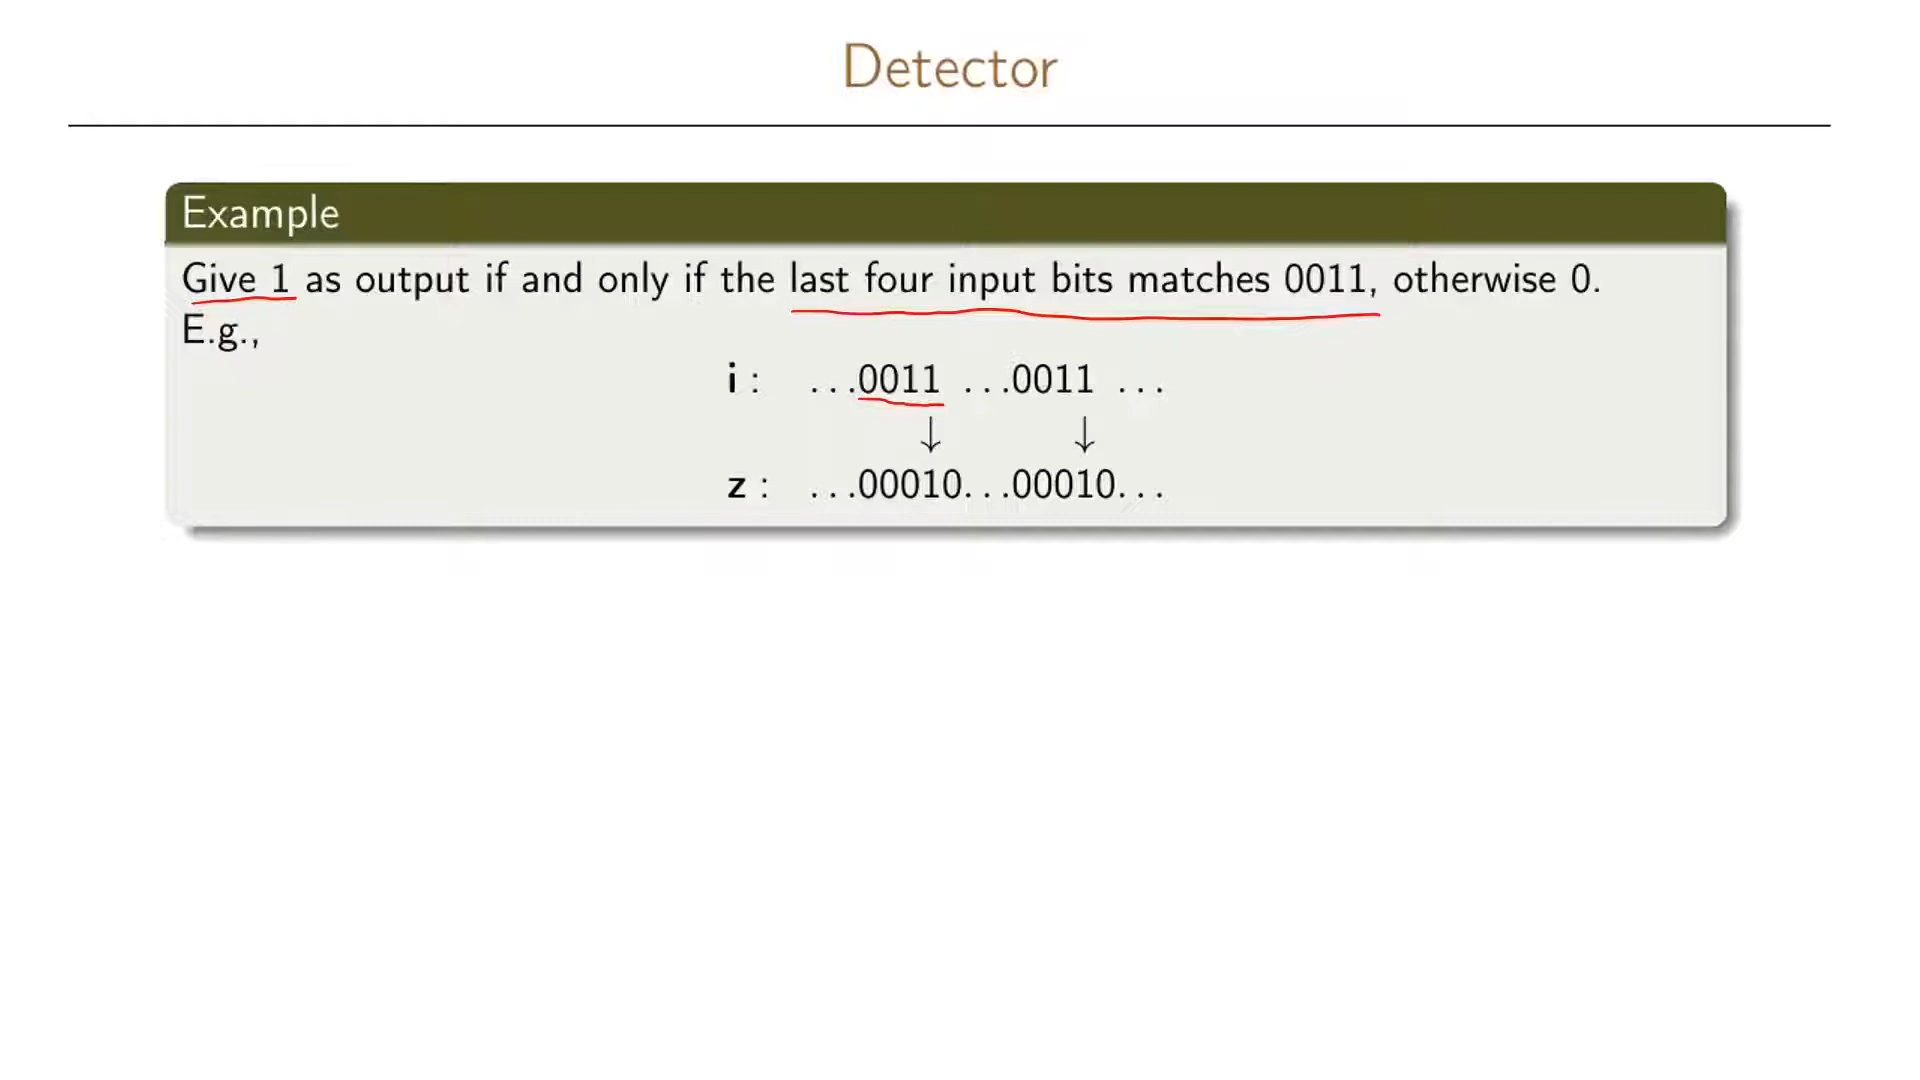 Detector
Example
Give 1 as output if and only if the last four input bits matches 0011, otherwise 0.
E.g.,
i : ...0011 ...0011 ...
↓ ↓
z : ...00010...00010...